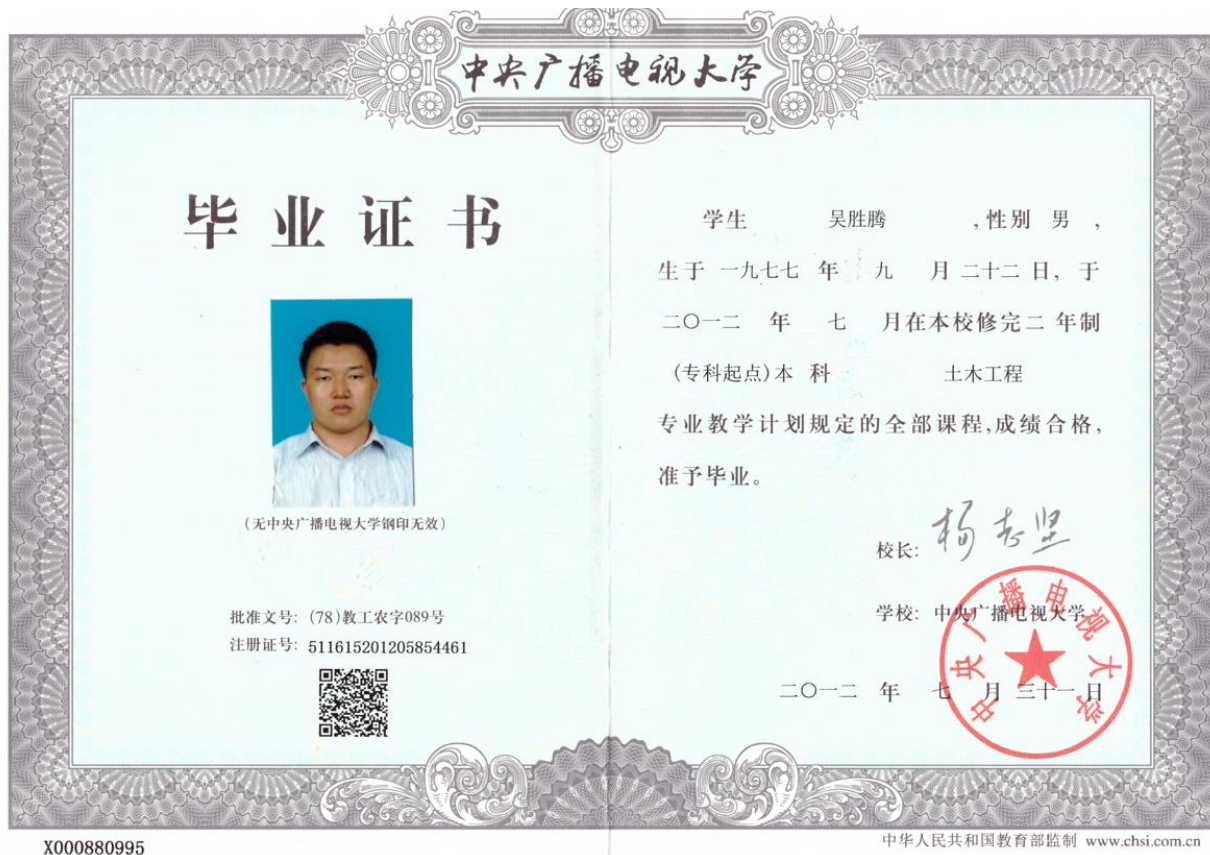 中央广播电视大学
毕业证书
(无中央广播电视大学钢印无效)
批准文号: (78)教工农字089号
注册证号: 511615201205854461
学生 吴胜腾 ,性别 男 ,
生于 一九七七 年 九 月 二十二 日, 于
二〇一二 年 七 月在本校修完二 年制
(专科起点)本 科 土木工程
专业教学计划规定的全部课程,成绩合格,
准予毕业。
校长: 杨志坚
学校: 中央广播电视大学
中央广播电视大学
二〇一二 年 七 月 三十一 日
X000880995
中华人民共和国教育部监制 www.chsi.com.cn